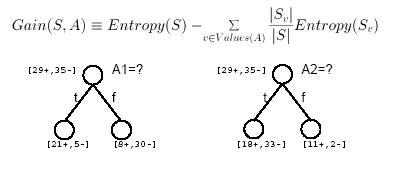 Gain(S, A) ≡ Entropy(S) − Σ_{v∈Values(A)} |S_v|/|S| Entropy(S_v)
[29+,35-] A1=? [29+,35-] A2=?
t f t f
[21+,5-] [8+,30-] [18+,33-] [11+,2-]